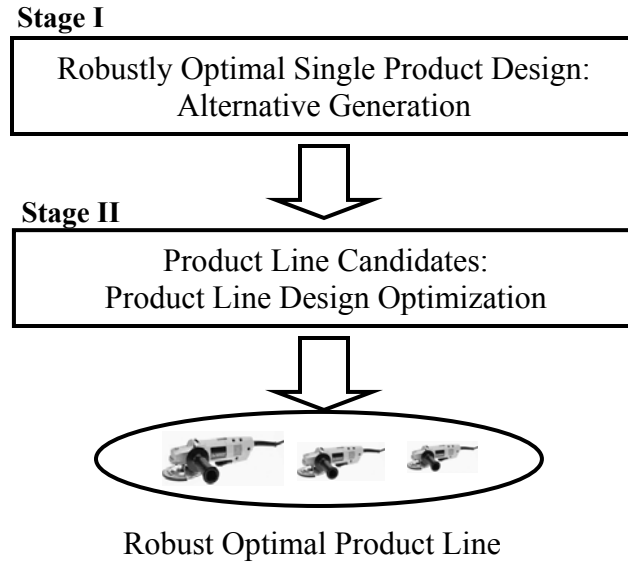 Stage I
Robustly Optimal Single Product Design:
Alternative Generation
Stage II
Product Line Candidates:
Product Line Design Optimization
Robust Optimal Product Line